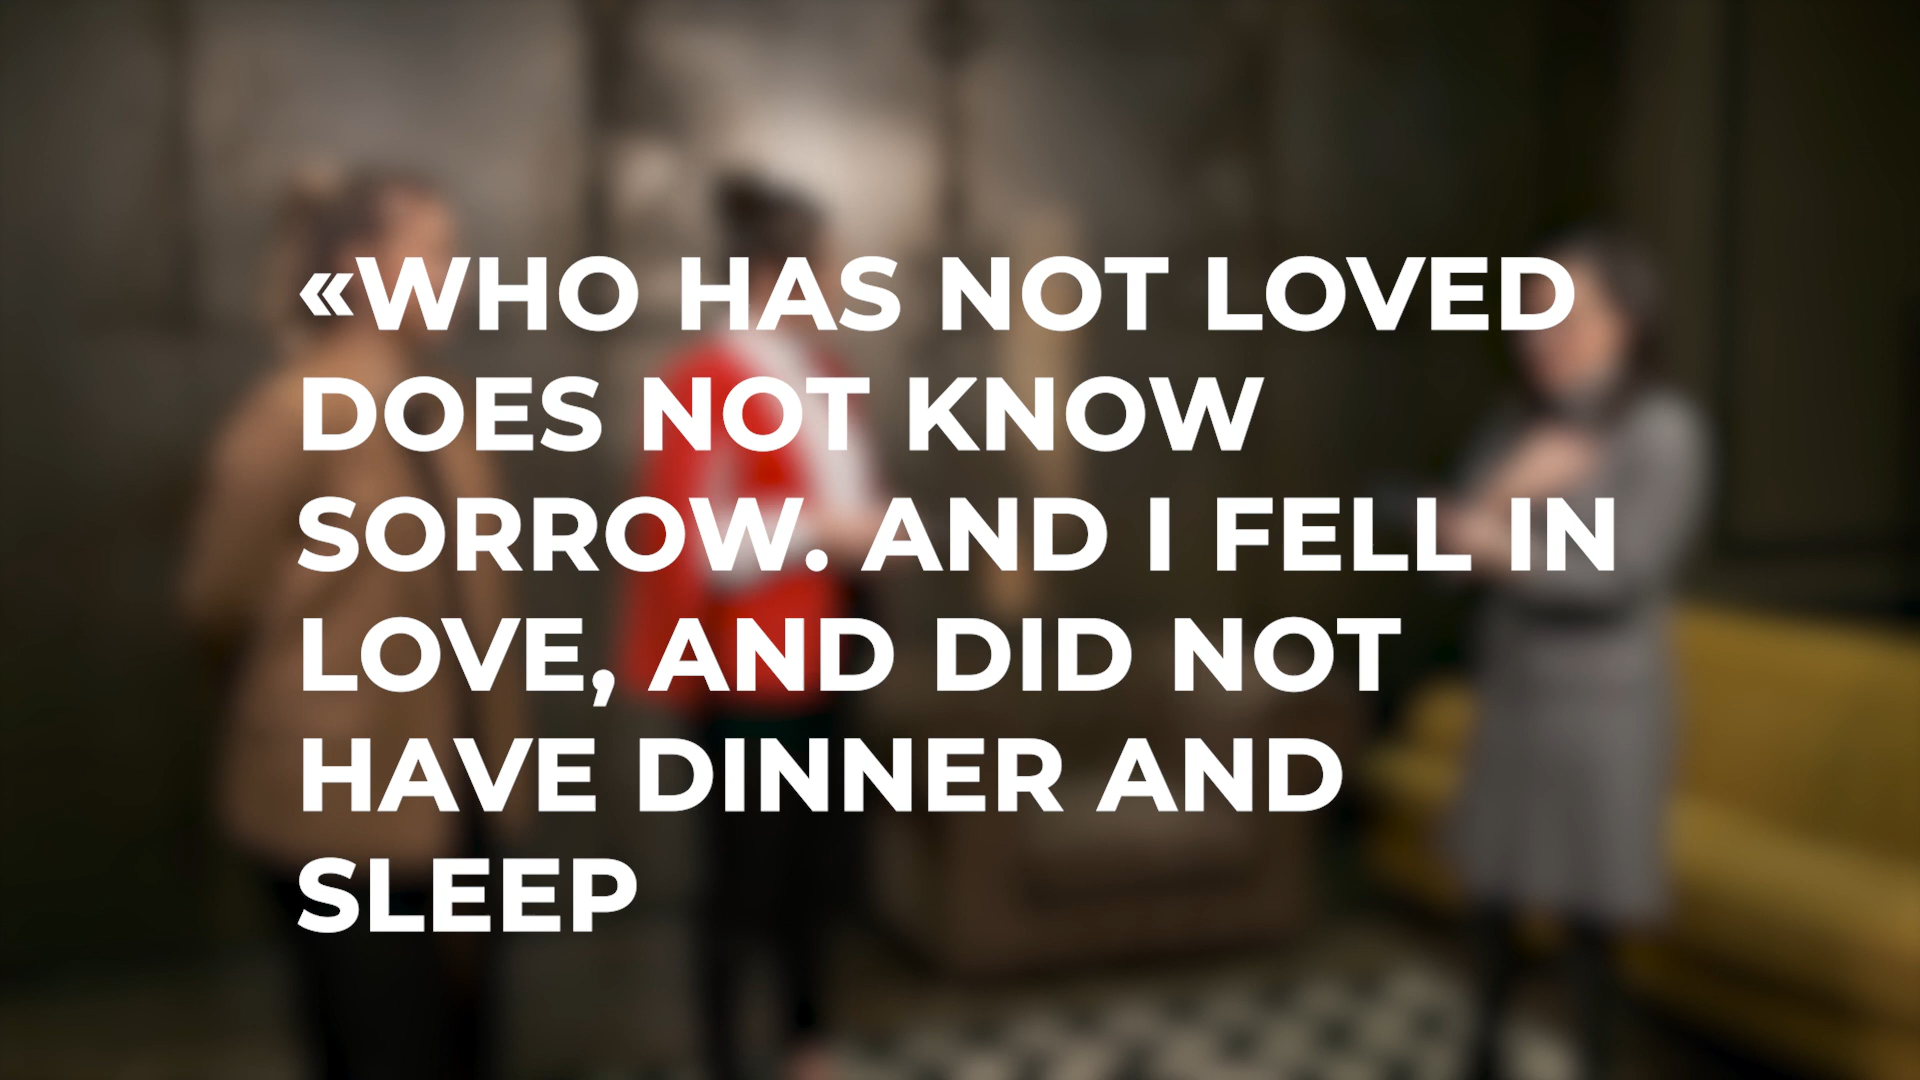 «WHO HAS NOT LOVED
DOES NOT KNOW
SORROW. AND I FELL IN
LOVE, AND DID NOT
HAVE DINNER AND
SLEEP